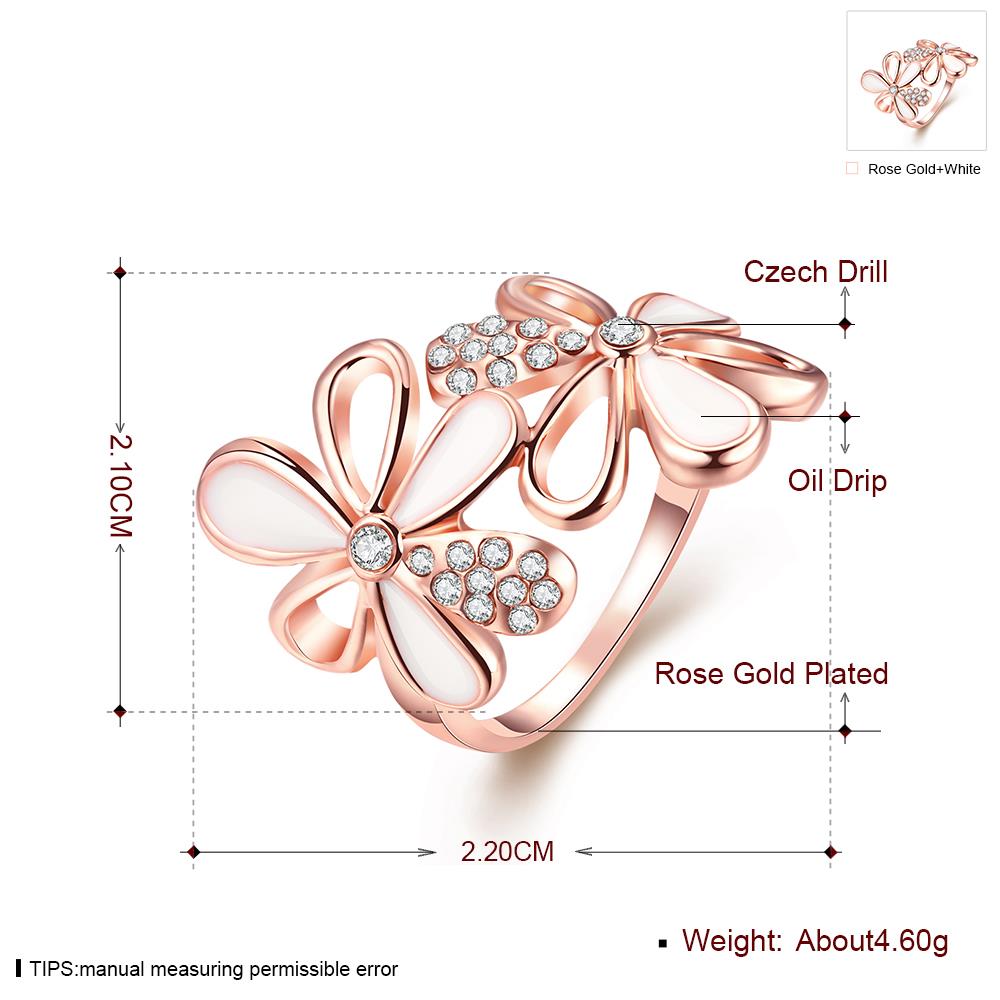 Rose Gold+White
Czech Drill
2.10CM
Oil Drip
Rose Gold Plated
2.20CM
Weight: About4.60g
TIPS:manual measuring permissible error